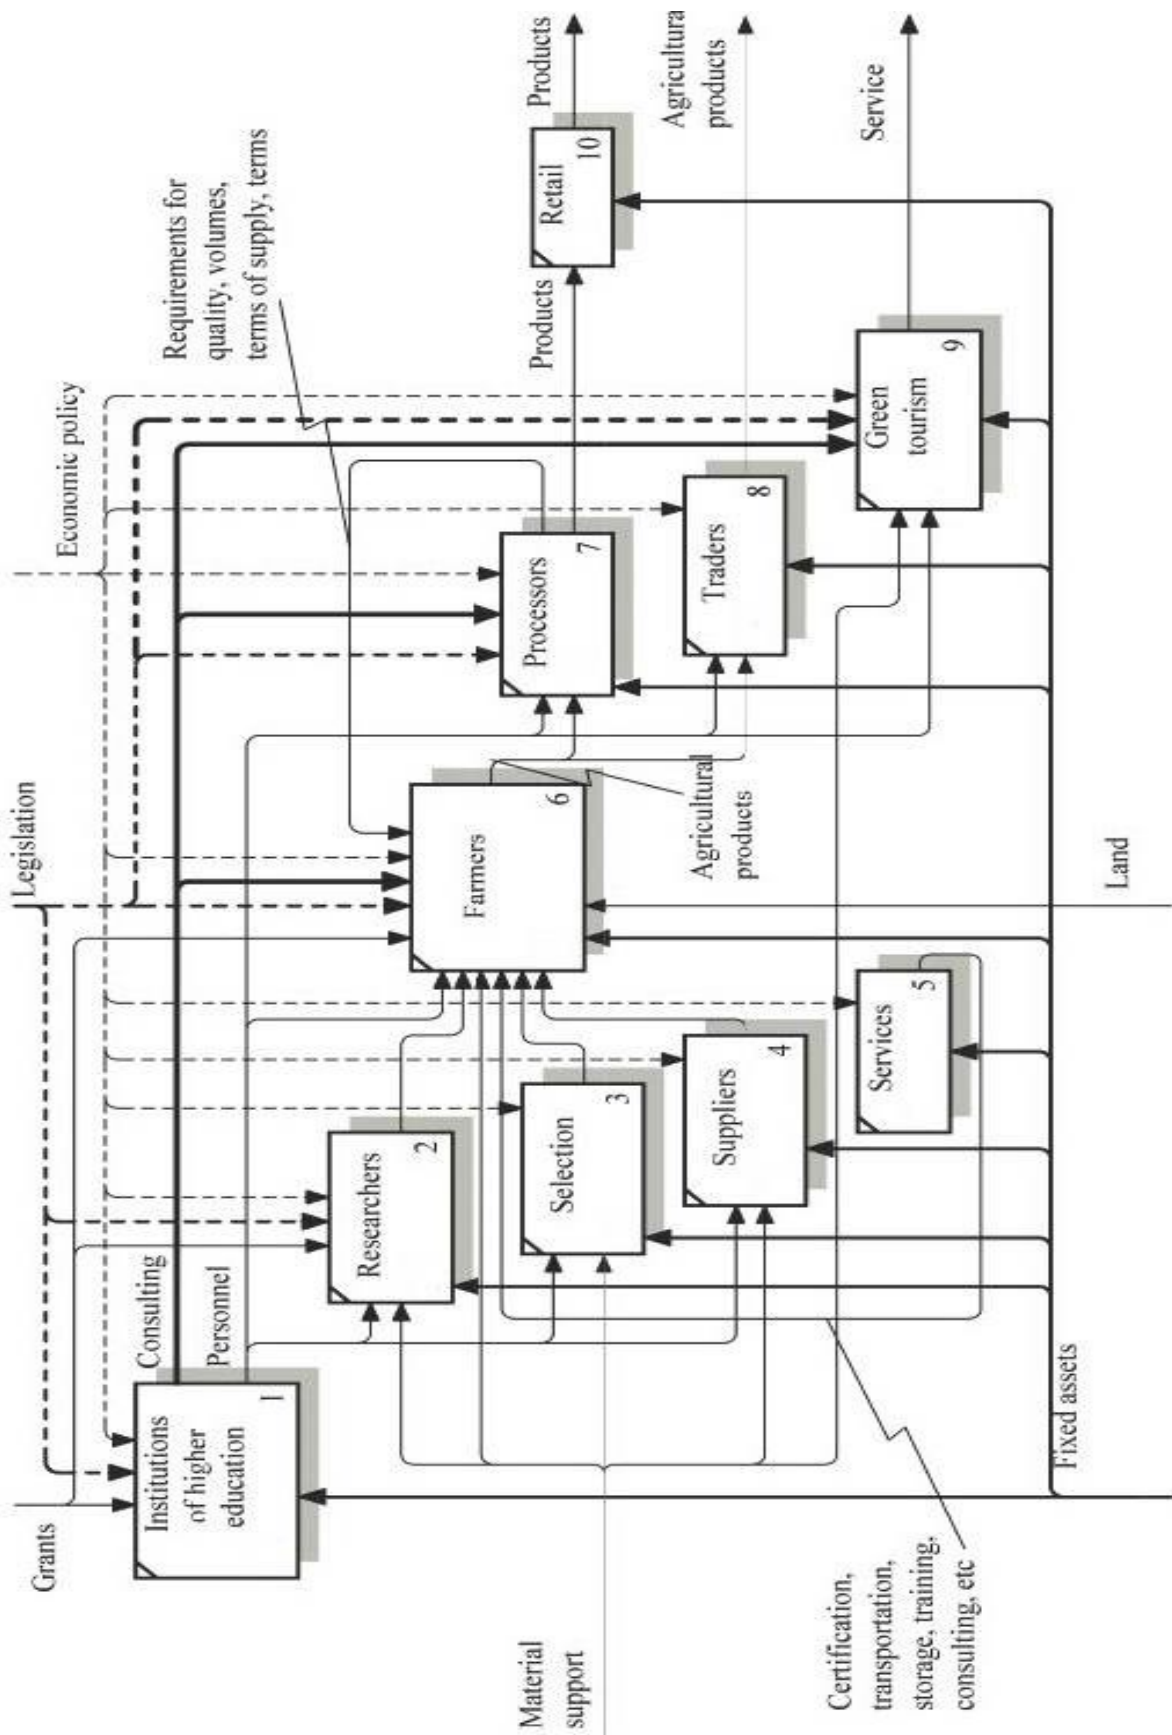 Grants
Legislation
Economic policy
Requirements for
quality, volumes,
terms of supply, terms
Institutions
of higher
education
1
Consulting
Personnel
Researchers
2
Selection
3
Suppliers
4
Services
5
Farmers
6
Agricultural
products
Processors
7
Traders
8
Green
tourism
9
Products
Retail
10
Products
Agricultura
products
Service
Material
support
Certification,
transportation,
storage, training,
consulting, etc
Fixed assets
Land